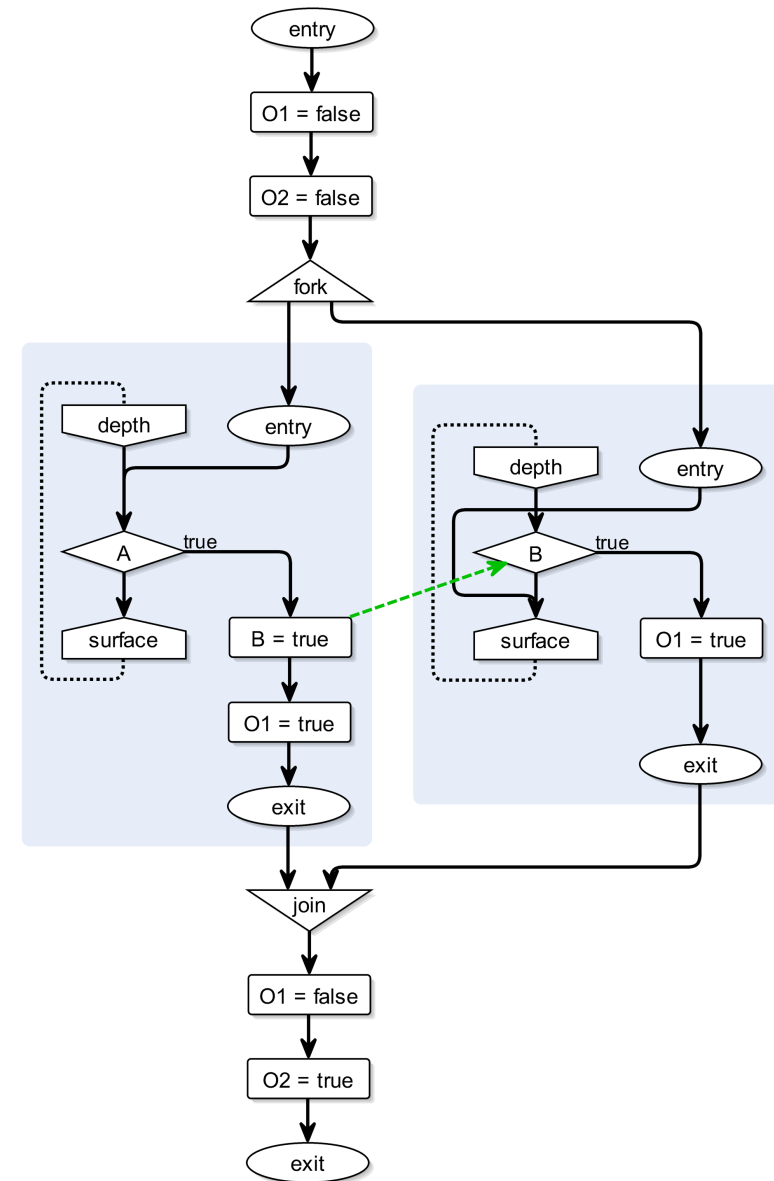 entry
O1 = false
O2 = false
fork
depth
entry
A
true
surface
B = true
O1 = true
exit
depth
entry
B
true
surface
O1 = true
exit
join
O1 = false
O2 = true
exit